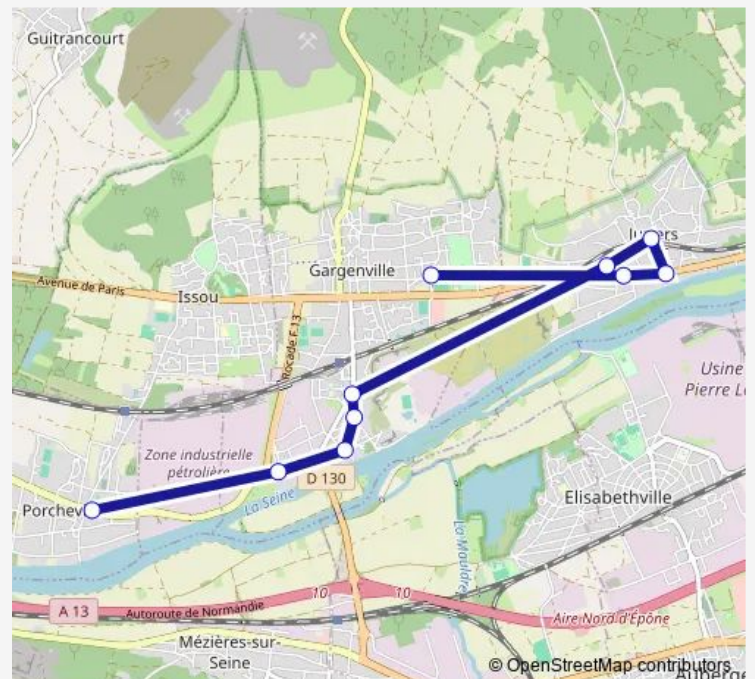 Guitrancourt
Avenue de Paris
Issou
Gargenville
Rocade F 13
Usine
Pierre
Zone industrielle
pétrolière
D 130
La Seine
Elisabethville
La Mauldre
A 13
Autoroute de Normandie
10
10
Aire Nord d'Épône
Mézières-sur-
Seine
© OpenStreetMap contributors